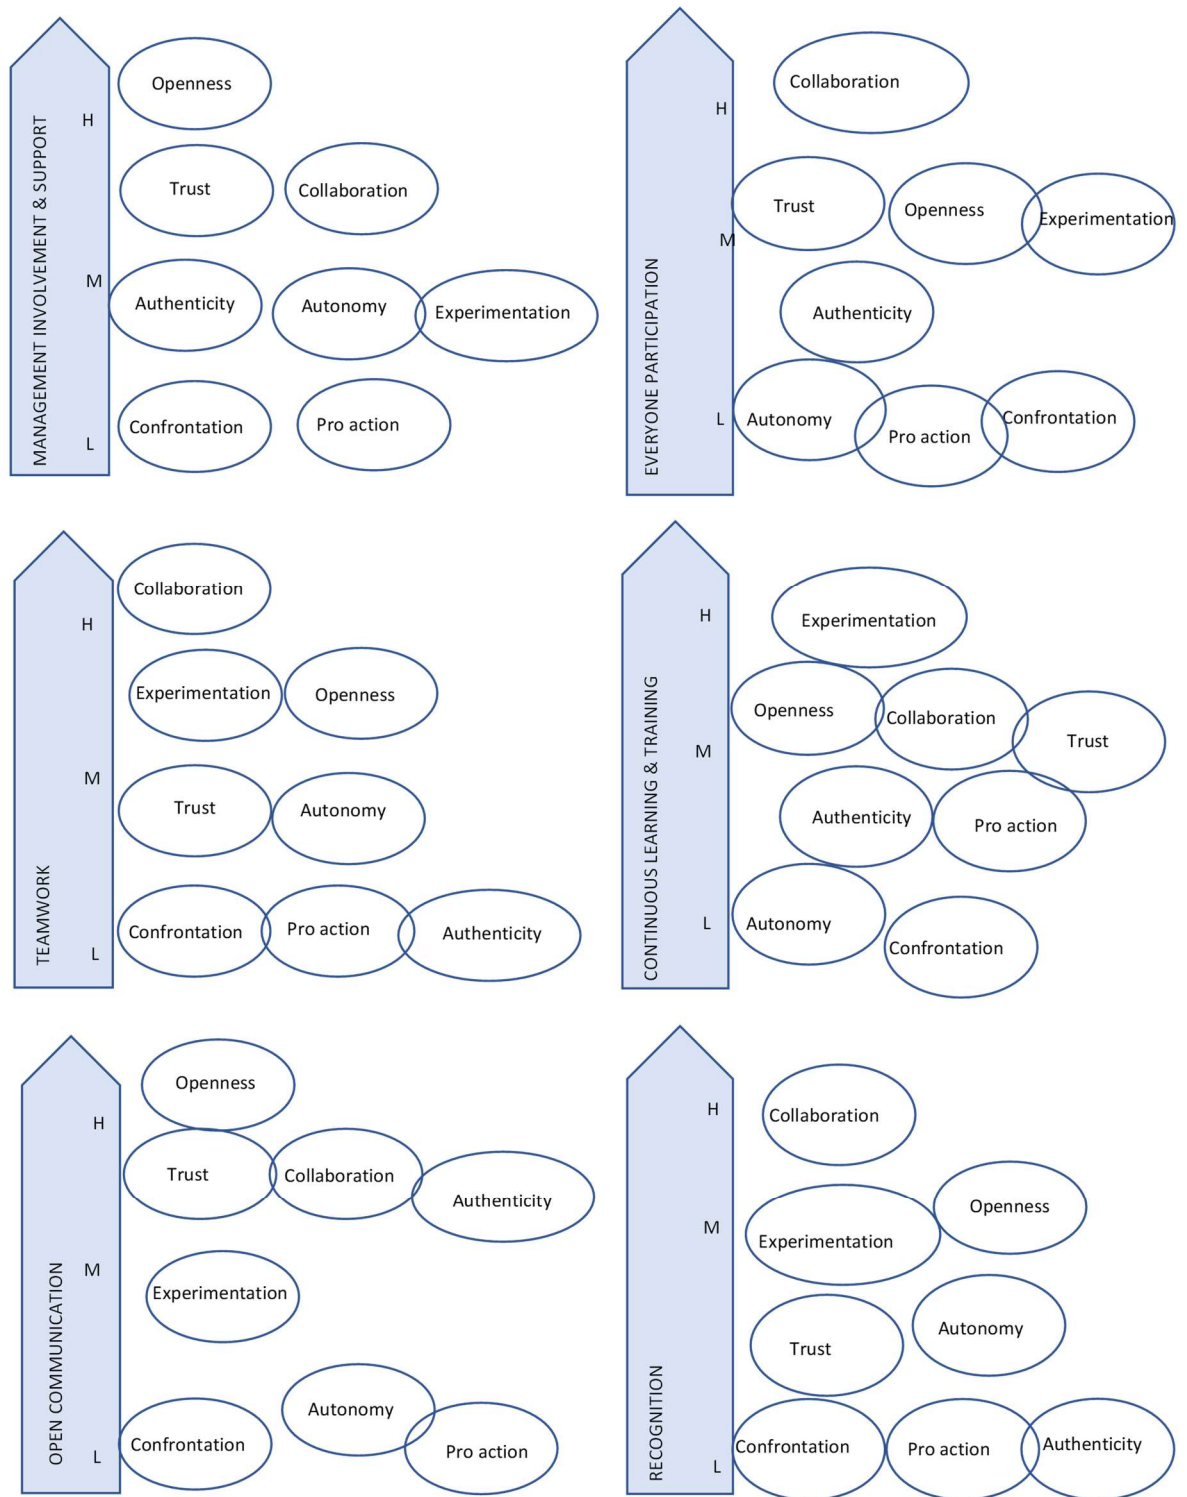 MANAGEMENT INVOLVEMENT & SUPPORT
H
M
L
Openness
Trust
Collaboration
Authenticity
Autonomy
Experimentation
Confrontation
Pro action
EVERYONE PARTICIPATION
H
M
L
Collaboration
Trust
Openness
Experimentation
Authenticity
Autonomy
Pro action
Confrontation
TEAMWORK
H
M
L
Collaboration
Experimentation
Openness
Trust
Autonomy
Confrontation
Pro action
Authenticity
CONTINUOUS LEARNING & TRAINING
H
M
L
Experimentation
Openness
Collaboration
Trust
Authenticity
Pro action
Autonomy
Confrontation
OPEN COMMUNICATION
H
M
L
Openness
Trust
Collaboration
Authenticity
Experimentation
Autonomy
Confrontation
Pro action
RECOGNITION
H
M
L
Collaboration
Openness
Experimentation
Autonomy
Trust
Confrontation
Pro action
Authenticity